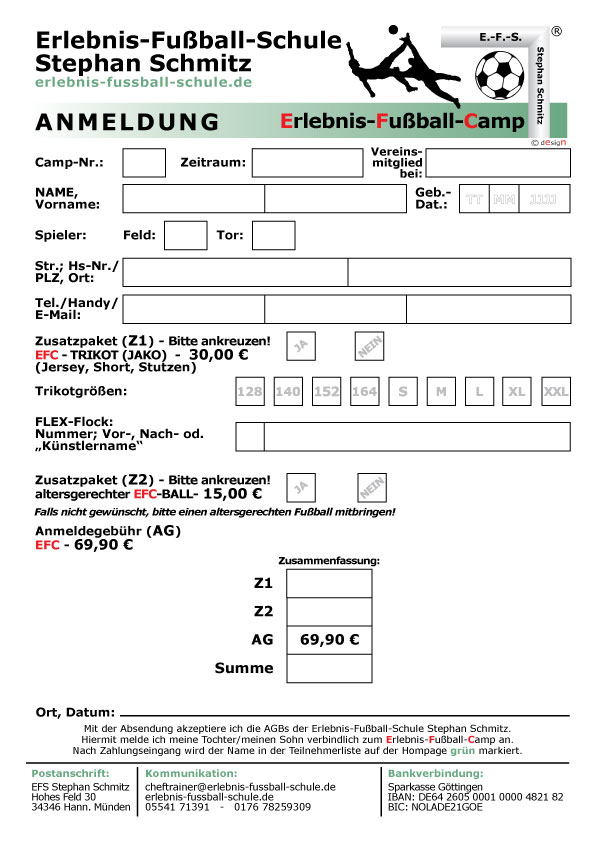 Erlebnis-Fußball-Schule
Stephan Schmitz
erlebnis-fussball-schule.de
E.-F.-S.
®
Stephan Schmitz
© design
ANMELDUNG
Erlebnis-Fußball-Camp
Camp-Nr.: Zeitraum: Vereins-
mitglied
bei:
NAME,
Vorname:
Geb.-
Dat.: TT MM JJJJ
Spieler: Feld: Tor:
Str.; Hs-Nr./
PLZ, Ort:
Tel./Handy/
E-Mail:
Zusatzpaket (Z1) - Bitte ankreuzen!
EFC - TRIKOT (JAKO) - 30,00 €
(Jersey, Short, Stutzen)
JA NEIN
Trikotgrößen: 128 140 152 164 S M L XL XXL
FLEX-Flock:
Nummer; Vor-, Nach- od.
„Künstlername“
Zusatzpaket (Z2) - Bitte ankreuzen!
altersgerechter EFC-BALL- 15,00 €
JA NEIN
Falls nicht gewünscht, bitte einen altersgerechten Fußball mitbringen!
Anmeldegebühr (AG)
EFC - 69,90 €
Zusammenfassung:
Z1
Z2
AG 69,90 €
Summe
Ort, Datum:
Mit der Absendung akzeptiere ich die AGBs der Erlebnis-Fußball-Schule Stephan Schmitz.
Hiermit melde ich meine Tochter/meinen Sohn verbindlich zum Erlebnis-Fußball-Camp an.
Nach Zahlungseingang wird der Name in der Teilnehmerliste auf der Hompage grün markiert.
Postanschrift:
EFS Stephan Schmitz
Hohes Feld 30
34346 Hann. Münden
Kommunikation:
cheftrainer@erlebnis-fussball-schule.de
erlebnis-fussball-schule.de
05541 71391 - 0176 78259309
Bankverbindung:
Sparkasse Göttingen
IBAN: DE64 2605 0001 0000 4821 82
BIC: NOLADE21GOE